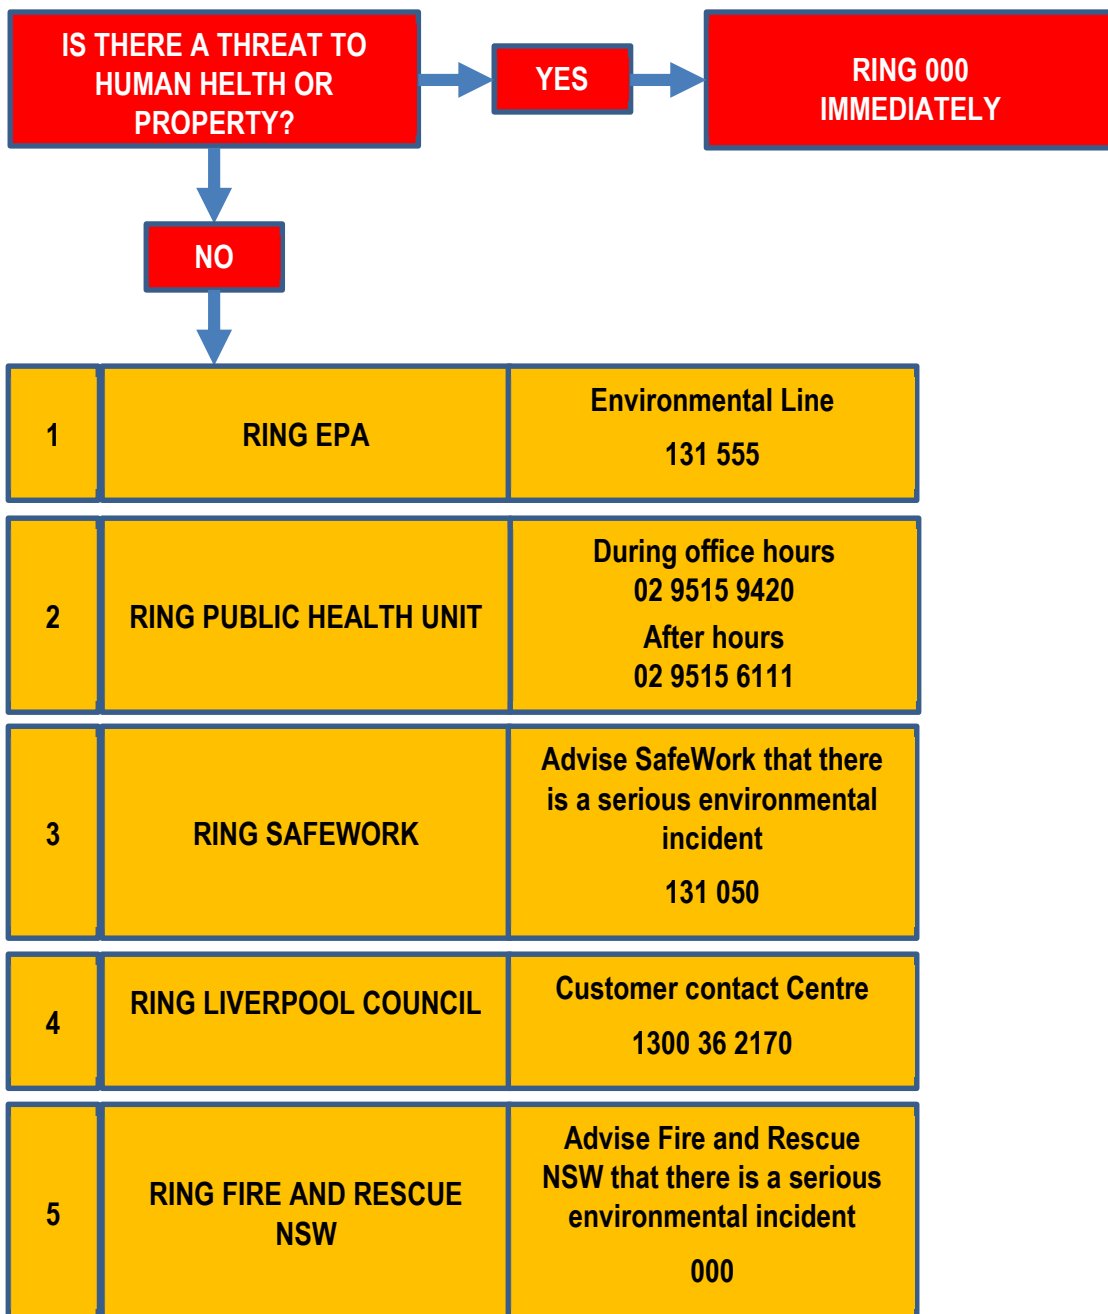 IS THERE A THREAT TO
HUMAN HELTH OR
PROPERTY?
YES
RING 000
IMMEDIATELY
NO
1
RING EPA
Environmental Line
131 555
2
RING PUBLIC HEALTH UNIT
During office hours
02 9515 9420
After hours
02 9515 6111
3
RING SAFEWORK
Advise SafeWork that there
is a serious environmental
incident
131 050
4
RING LIVERPOOL COUNCIL
Customer contact Centre
1300 36 2170
5
RING FIRE AND RESCUE
NSW
Advise Fire and Rescue
NSW that there is a serious
environmental incident
000